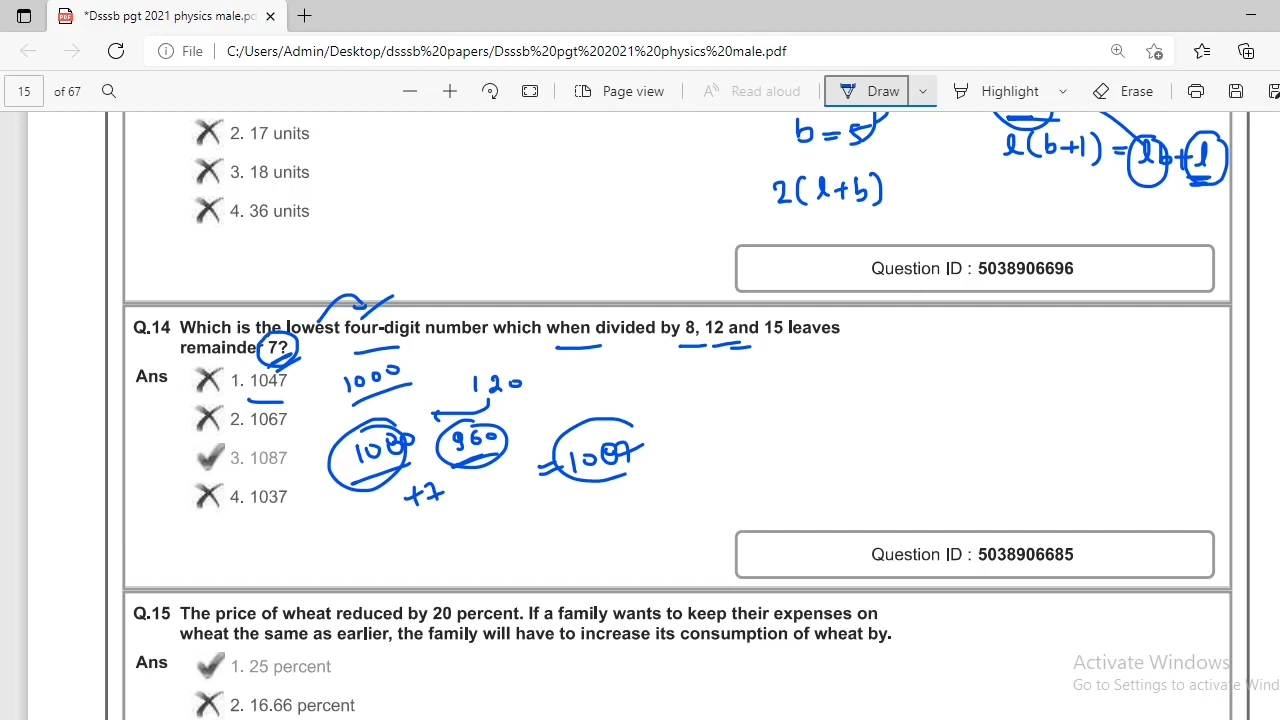 *Dsssb pgt 2021 physics male.pd
File C:/Users/Admin/Desktop/dsssb%20papers/Dsssb%20pgt%202021%20physics%20male.pdf
15 of 67 Page view Read aloud Draw Highlight Erase
2. 17 units
b = 5
l(b+1) = lb+l
3. 18 units
2(l+b)
4. 36 units
Question ID : 5038906696
Q.14 Which is the lowest four-digit number which when divided by 8, 12 and 15 leaves
remainder 7?
Ans
1. 1047
1000
120
2. 1067
3. 1087
1080
960
=1087
4. 1037
+7
Question ID : 5038906685
Q.15 The price of wheat reduced by 20 percent. If a family wants to keep their expenses on
wheat the same as earlier, the family will have to increase its consumption of wheat by.
Ans
1. 25 percent
2. 16.66 percent
Activate Windows
Go to Settings to activate Wind